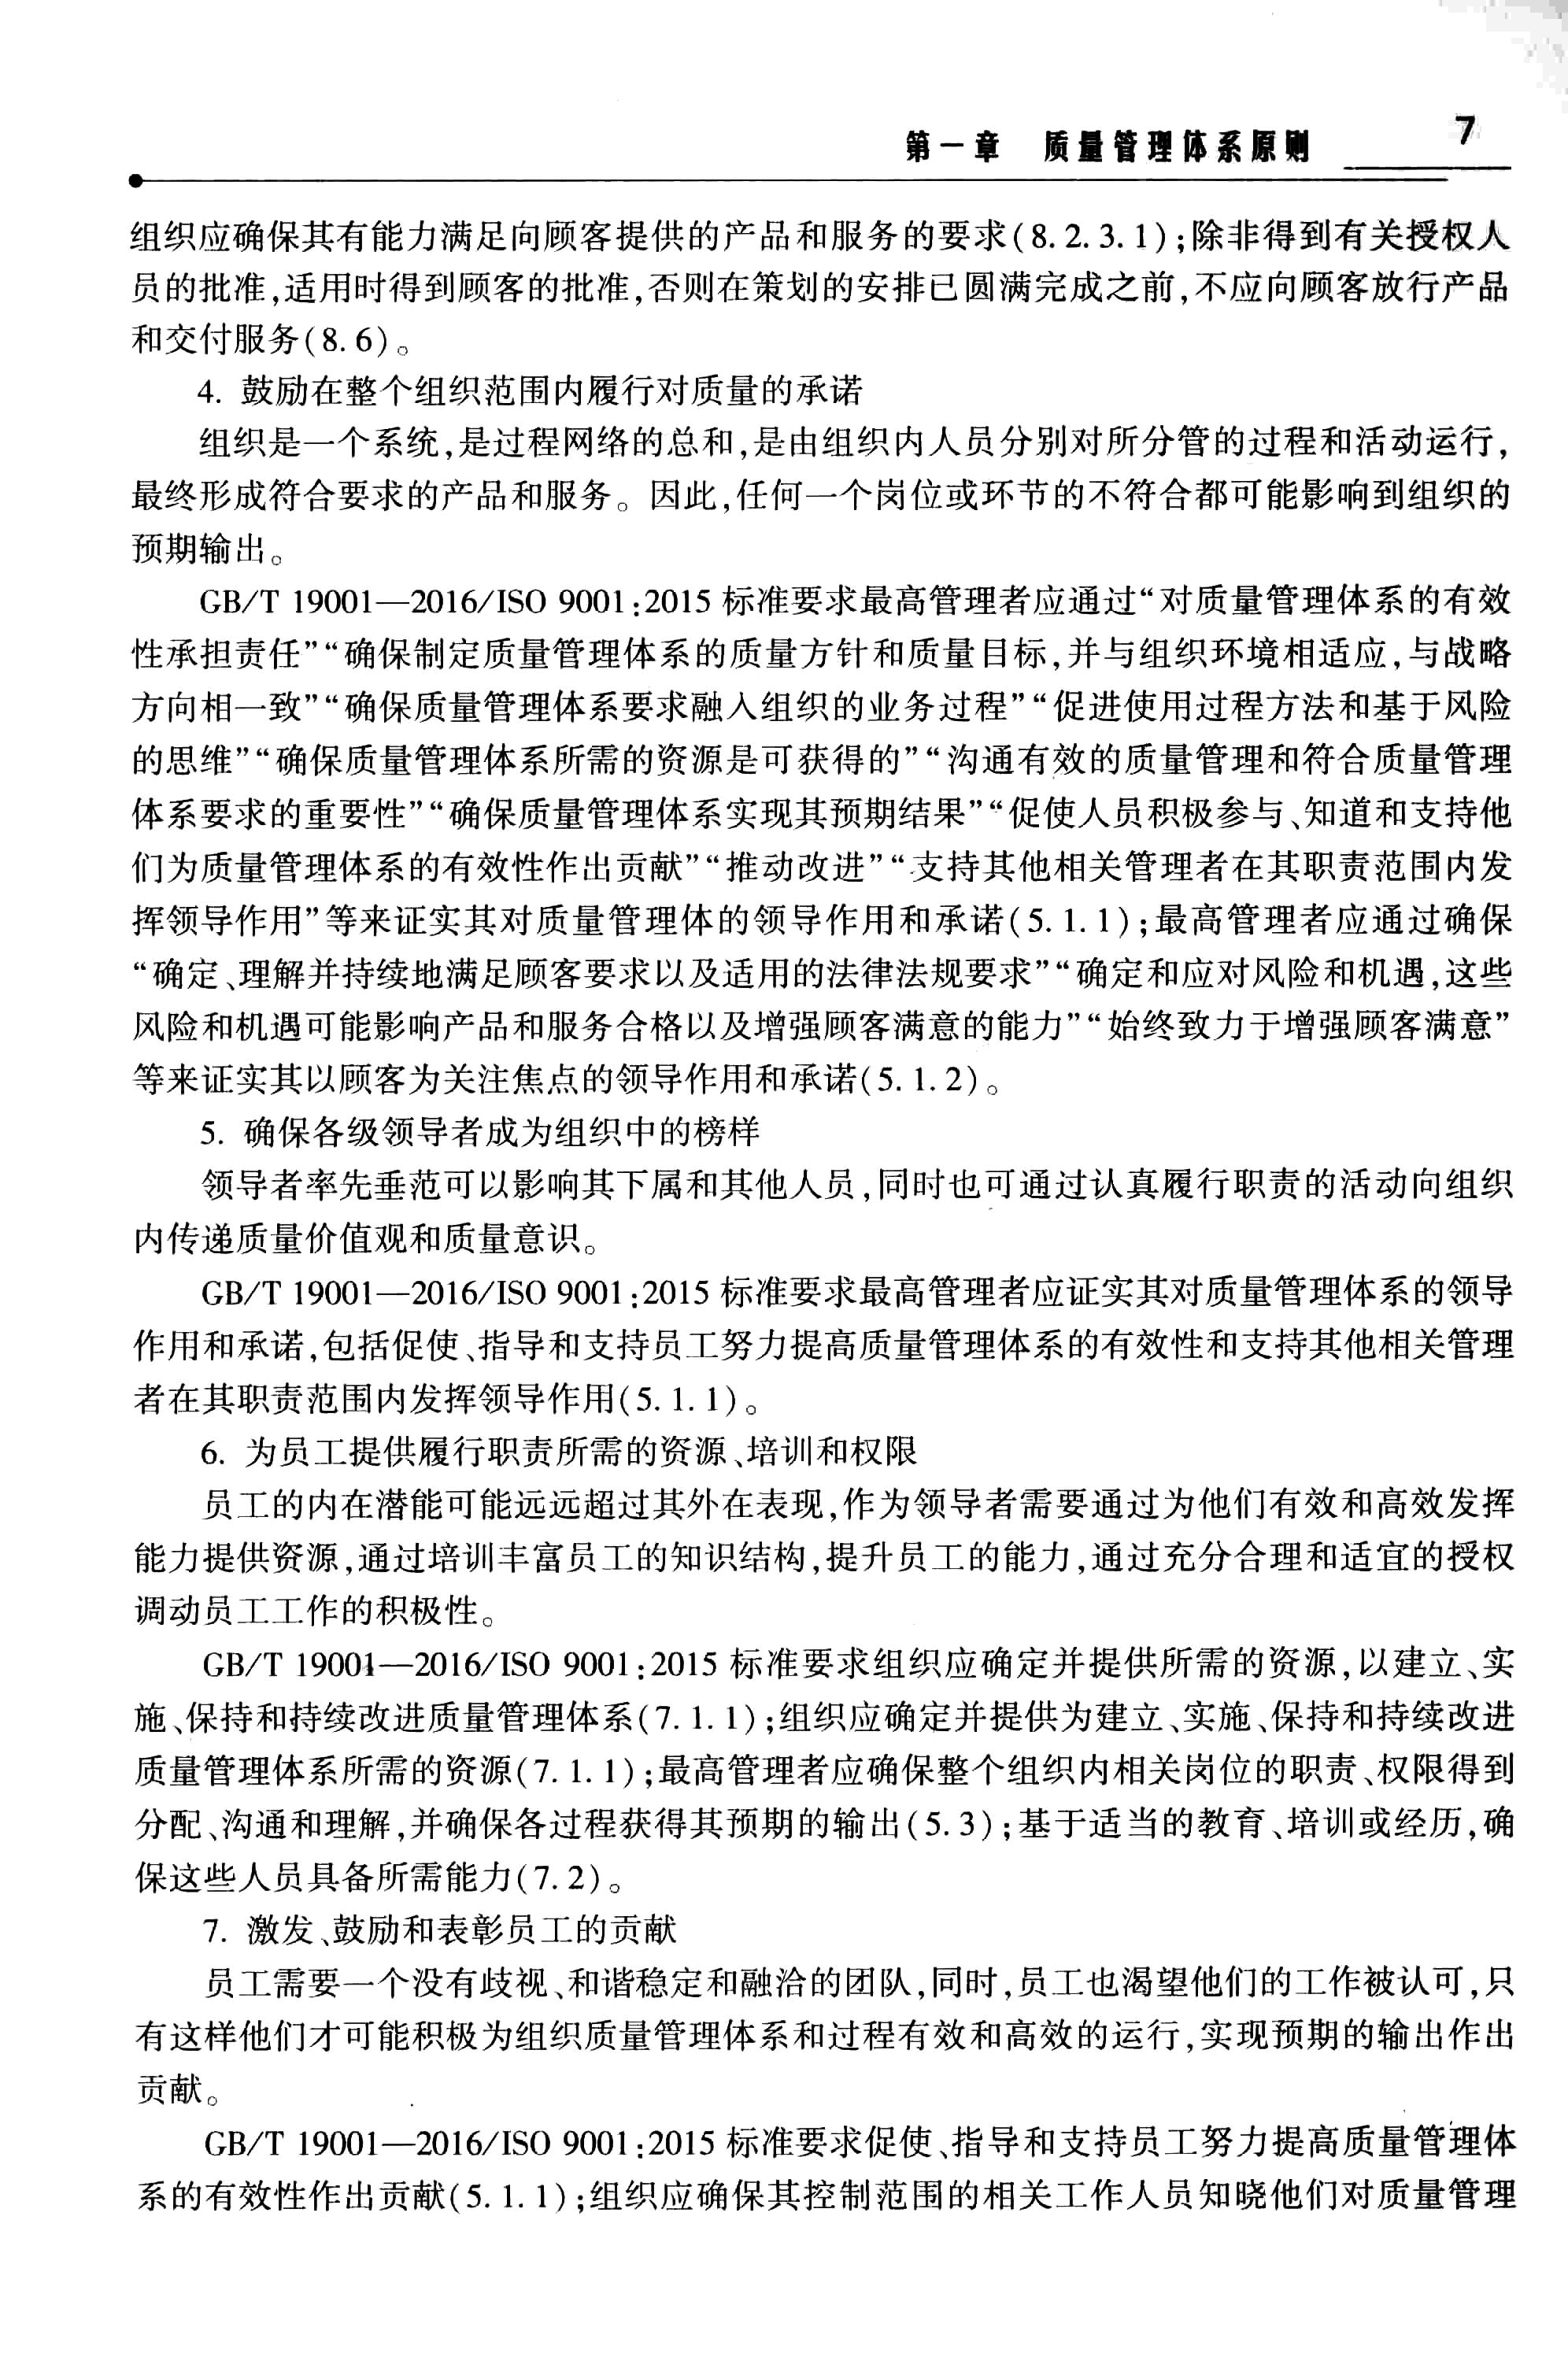 第一章 质量管理体系原则 7
组织应确保其有能力满足向顾客提供的产品和服务的要求(8.2.3.1);除非得到有关授权人
员的批准,适用时得到顾客的批准,否则在策划的安排已圆满完成之前,不应向顾客放行产品
和交付服务(8.6)。
4. 鼓励在整个组织范围内履行对质量的承诺
组织是一个系统,是过程网络的总和,是由组织内人员分别对所分管的过程和活动运行,
最终形成符合要求的产品和服务。因此,任何一个岗位或环节的不符合都可能影响到组织的
预期输出。
GB/T 19001—2016/ISO 9001:2015 标准要求最高管理者应通过“对质量管理体系的有效
性承担责任”“确保制定质量管理体系的质量方针和质量目标,并与组织环境相适应,与战略
方向相一致”“确保质量管理体系要求融入组织的业务过程”“促进使用过程方法和基于风险
的思维”“确保质量管理体系所需的资源是可获得的”“沟通有效的质量管理和符合质量管理
体系要求的重要性”“确保质量管理体系实现其预期结果”“促使人员积极参与、知道和支持他
们为质量管理体系的有效性作出贡献”“推动改进”“支持其他相关管理者在其职责范围内发
挥领导作用”等来证实其对质量管理体的领导作用和承诺(5.1.1);最高管理者应通过确保
“确定、理解并持续地满足顾客要求以及适用的法律法规要求”“确定和应对风险和机遇,这些
风险和机遇可能影响产品和服务合格以及增强顾客满意的能力”“始终致力于增强顾客满意”
等来证实其以顾客为关注焦点的领导作用和承诺(5.1.2)。
5. 确保各级领导者成为组织中的榜样
领导者率先垂范可以影响其下属和其他人员,同时也可通过认真履行职责的活动向组织
内传递质量价值观和质量意识。
GB/T 19001—2016/ISO 9001:2015 标准要求最高管理者应证实其对质量管理体系的领导
作用和承诺,包括促使、指导和支持员工努力提高质量管理体系的有效性和支持其他相关管理
者在其职责范围内发挥领导作用(5.1.1)。
6. 为员工提供履行职责所需的资源、培训和权限
员工的内在潜能可能远远超过其外在表现,作为领导者需要通过为他们有效和高效发挥
能力提供资源,通过培训丰富员工的知识结构,提升员工的能力,通过充分合理和适宜的授权
调动员工工作的积极性。
GB/T 19001—2016/ISO 9001:2015 标准要求组织应确定并提供所需的资源,以建立、实
施、保持和持续改进质量管理体系(7.1.1);组织应确定并提供为建立、实施、保持和持续改进
质量管理体系所需的资源(7.1.1);最高管理者应确保整个组织内相关岗位的职责、权限得到
分配、沟通和理解,并确保各过程获得其预期的输出(5.3);基于适当的教育、培训或经历,确
保这些人员具备所需能力(7.2)。
7. 激发、鼓励和表彰员工的贡献
员工需要一个没有歧视、和谐稳定和融洽的团队,同时,员工也渴望他们的工作被认可,只
有这样他们才可能积极为组织质量管理体系和过程有效和高效的运行,实现预期的输出作出
贡献。
GB/T 19001—2016/ISO 9001:2015 标准要求促使、指导和支持员工努力提高质量管理体
系的有效性作出贡献(5.1.1);组织应确保其控制范围的相关工作人员知晓他们对质量管理